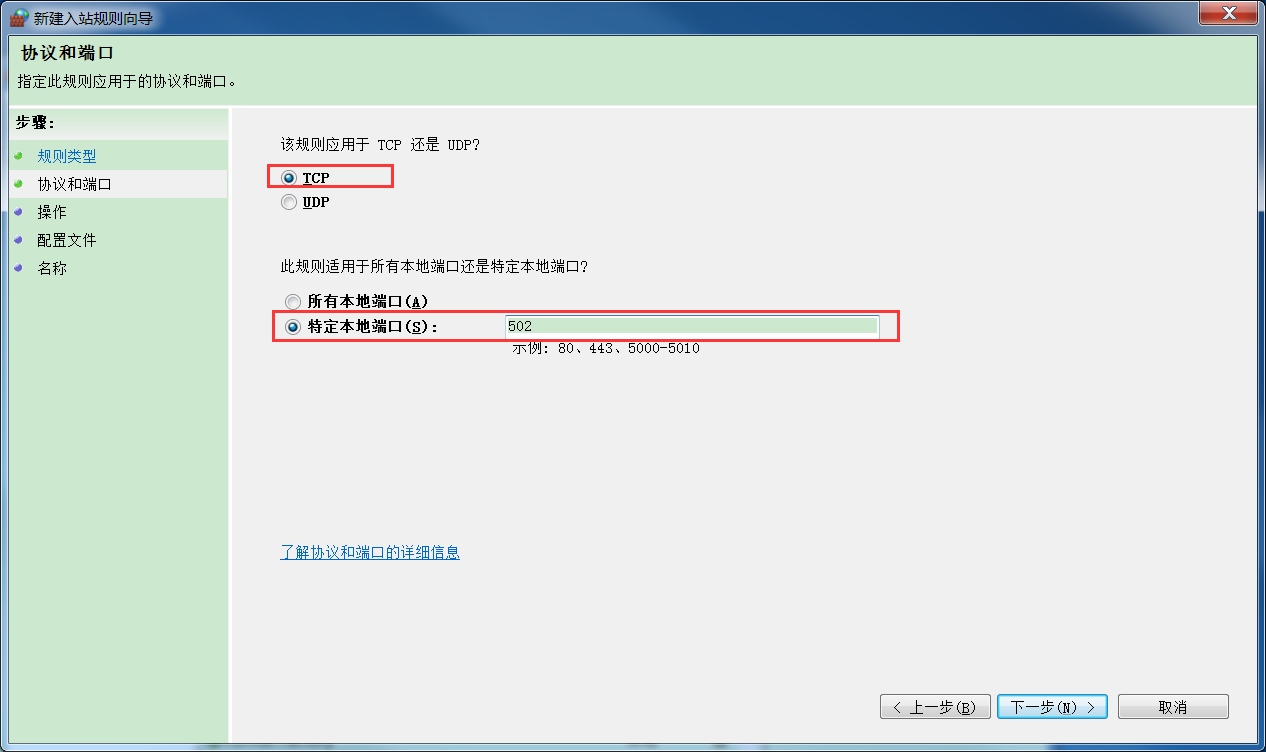 新建入站规则向导
协议和端口
指定此规则应用于的协议和端口。
步骤:
规则类型
协议和端口
操作
配置文件
名称
该规则应用于 TCP 还是 UDP?
TCP
UDP
此规则适用于所有本地端口还是特定本地端口?
所有本地端口(A)
特定本地端口(S): 502
示例: 80、443、5000-5010
了解协议和端口的详细信息
< 上一步(B) 下一步(N) > 取消